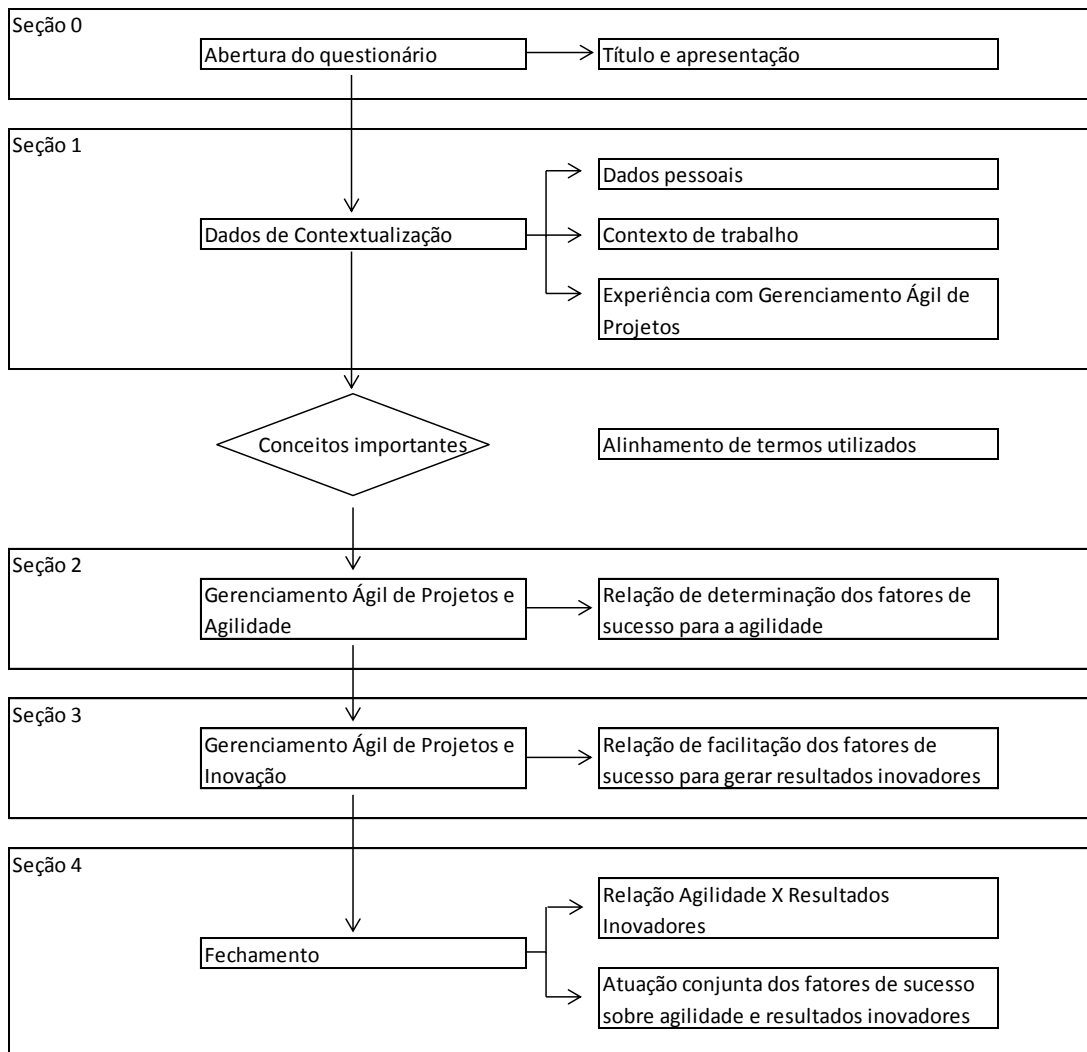 Seção 0
Abertura do questionário
Título e apresentação
Seção 1
Dados pessoais
Dados de Contextualização
Contexto de trabalho
Experiência com Gerenciamento Ágil de
Projetos
Conceitos importantes
Alinhamento de termos utilizados
Seção 2
Gerenciamento Ágil de Projetos e
Agilidade
Relação de determinação dos fatores de
sucesso para a agilidade
Seção 3
Gerenciamento Ágil de Projetos e
Inovação
Relação de facilitação dos fatores de
sucesso para gerar resultados inovadores
Seção 4
Relação Agilidade X Resultados
Inovadores
Fechamento
Atuação conjunta dos fatores de sucesso
sobre agilidade e resultados inovadores